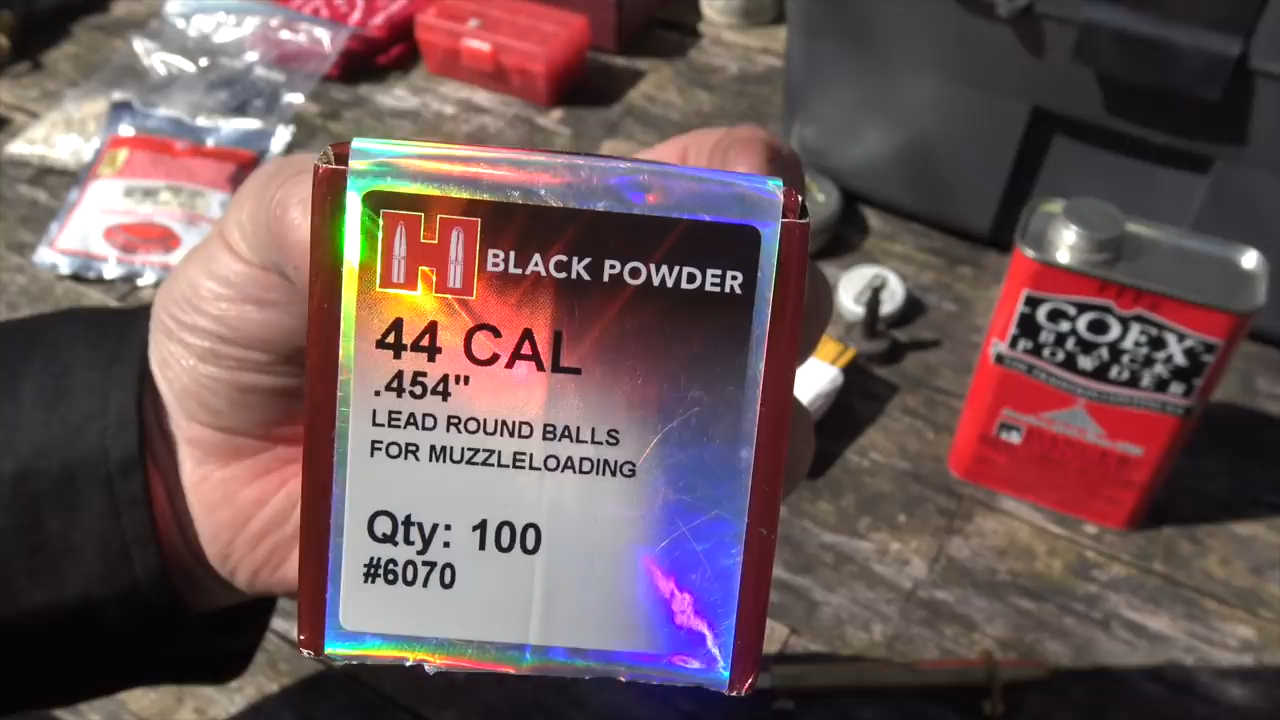 H BLACK POWDER
44 CAL
.454"
LEAD ROUND BALLS
FOR MUZZLELOADING
Qty: 100
#6070
GOEX
BLACK
POWDER